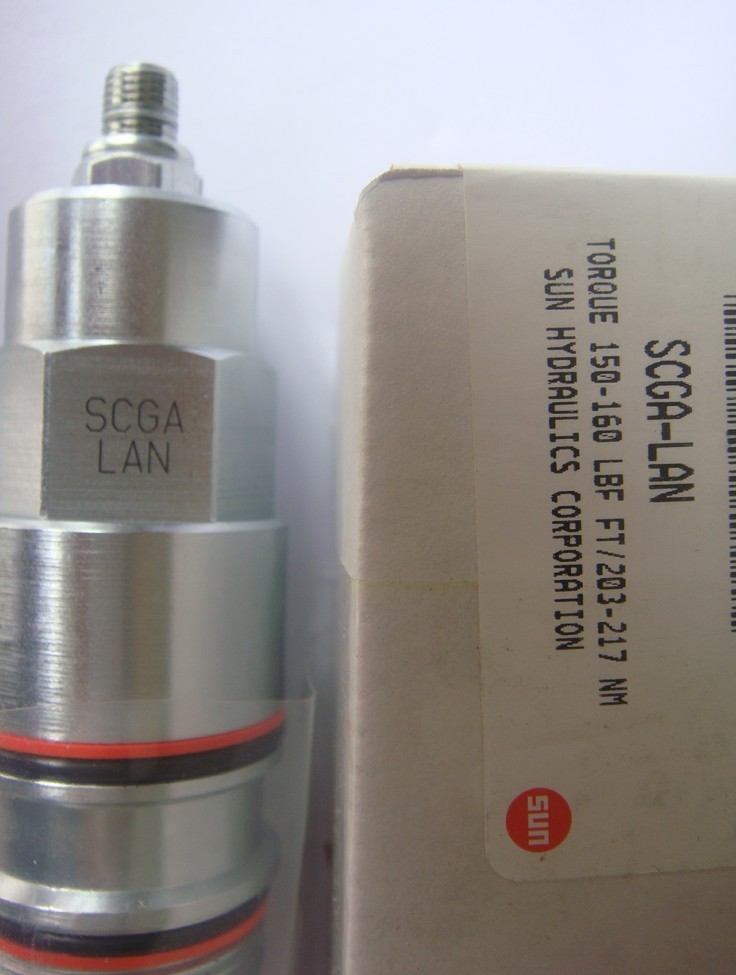 SCGA
LAN
SCGA-LAN
TORQUE 150-160 LBF FT/203-217 NM
SUN HYDRAULICS CORPORATION
sun